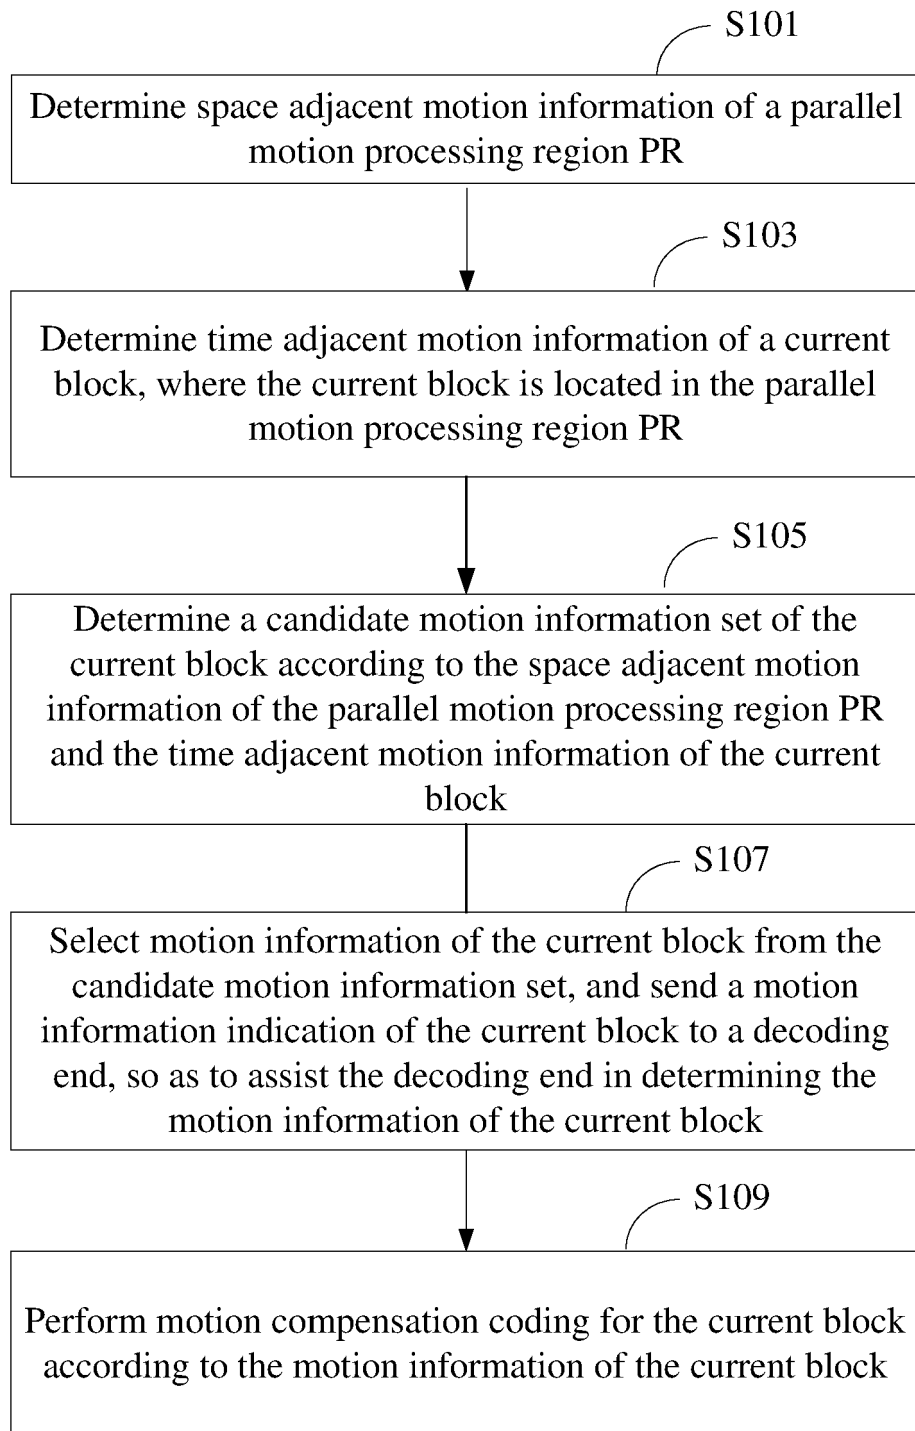 S101
Determine space adjacent motion information of a parallel
motion processing region PR
S103
Determine time adjacent motion information of a current
block, where the current block is located in the parallel
motion processing region PR
S105
Determine a candidate motion information set of the
current block according to the space adjacent motion
information of the parallel motion processing region PR
and the time adjacent motion information of the current
block
S107
Select motion information of the current block from the
candidate motion information set, and send a motion
information indication of the current block to a decoding
end, so as to assist the decoding end in determining the
motion information of the current block
S109
Perform motion compensation coding for the current block
according to the motion information of the current block